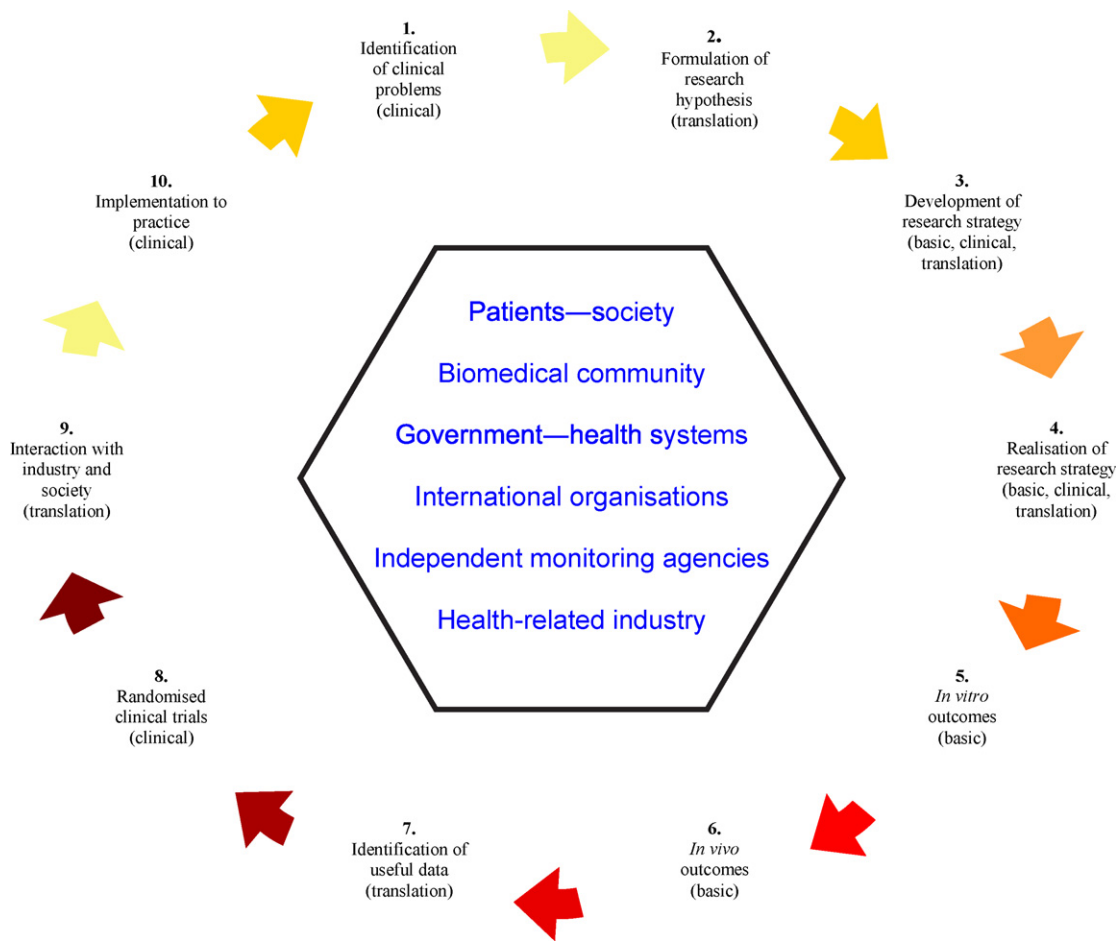 1.
Identification
of clinical
problems
(clinical)
2.
Formulation of
research
hypothesis
(translation)
3.
Development of
research strategy
(basic, clinical,
translation)
4.
Realisation of
research strategy
(basic, clinical,
translation)
5.
In vitro
outcomes
(basic)
6.
In vivo
outcomes
(basic)
7.
Identification of
useful data
(translation)
8.
Randomised
clinical trials
(clinical)
9.
Interaction with
industry and
society
(translation)
10.
Implementation to
practice
(clinical)
Patients—society
Biomedical community
Government—health systems
International organisations
Independent monitoring agencies
Health-related industry